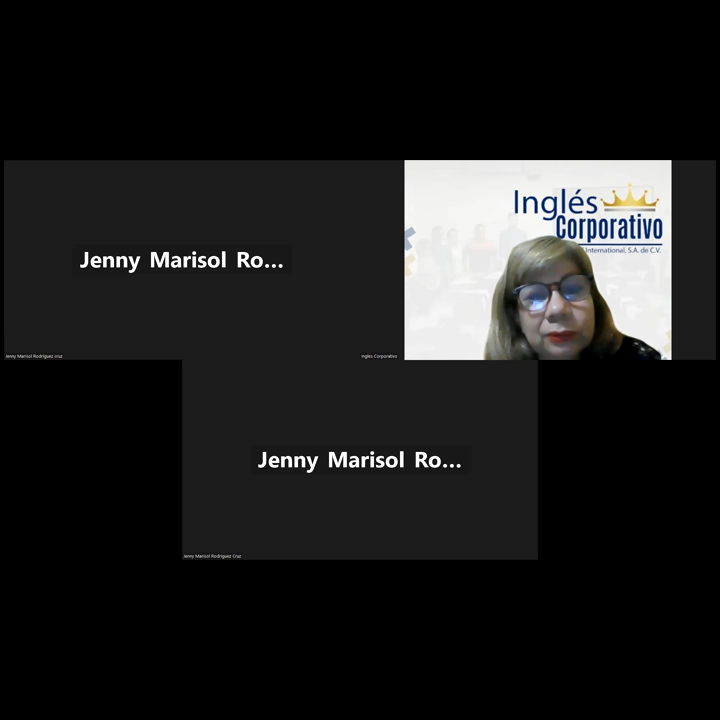 Jenny Marisol Ro...
Jenny Marisol Rodríguez cruz
Inglés Corporativo
Inglés
Corporativo
International, S.A. de C.V.
Jenny Marisol Ro...
Jenny Marisol Rodríguez Cruz